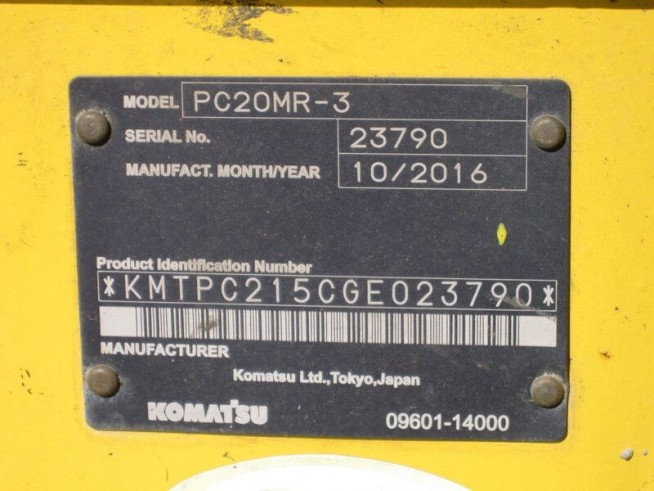 MODEL PC20MR-3
SERIAL No. 23790
MANUFACT. MONTH/YEAR 10/2016
Product Identification Number
*KMTPC215CGE023790*
MANUFACTURER
Komatsu Ltd.,Tokyo,Japan
KOMATSU 09601-14000